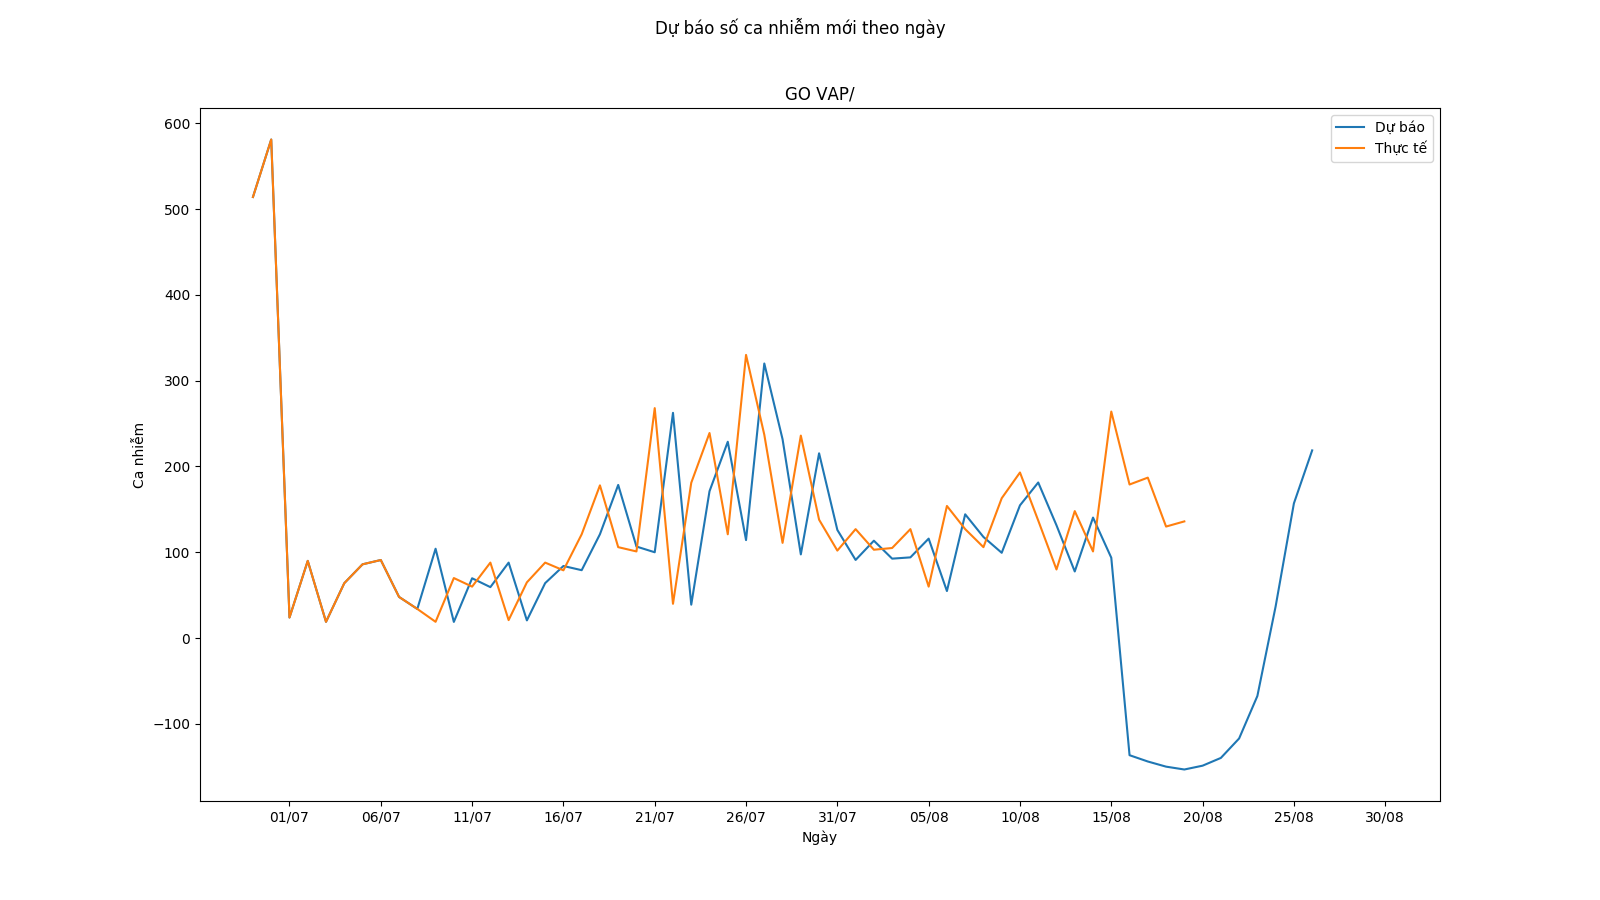 Dự báo số ca nhiễm mới theo ngày
GO VAP/
Dự báo
Thực tế
Ca nhiễm
600
500
400
300
200
100
0
−100
01/07 06/07 11/07 16/07 21/07 26/07 31/07 05/08 10/08 15/08 20/08 25/08 30/08
Ngày